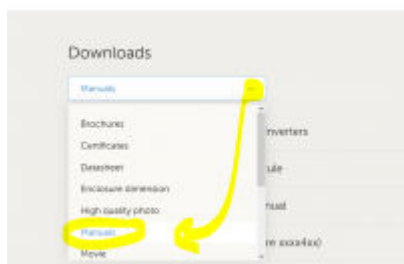 Downloads
Manuals
Brochures
Certificates
Datasheet
Enclosure dimension
High quality photo
Manuals
Movie
nverters
ule
nual